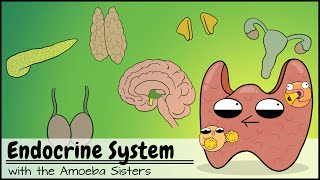 Endocrine System
with the Amoeba Sisters